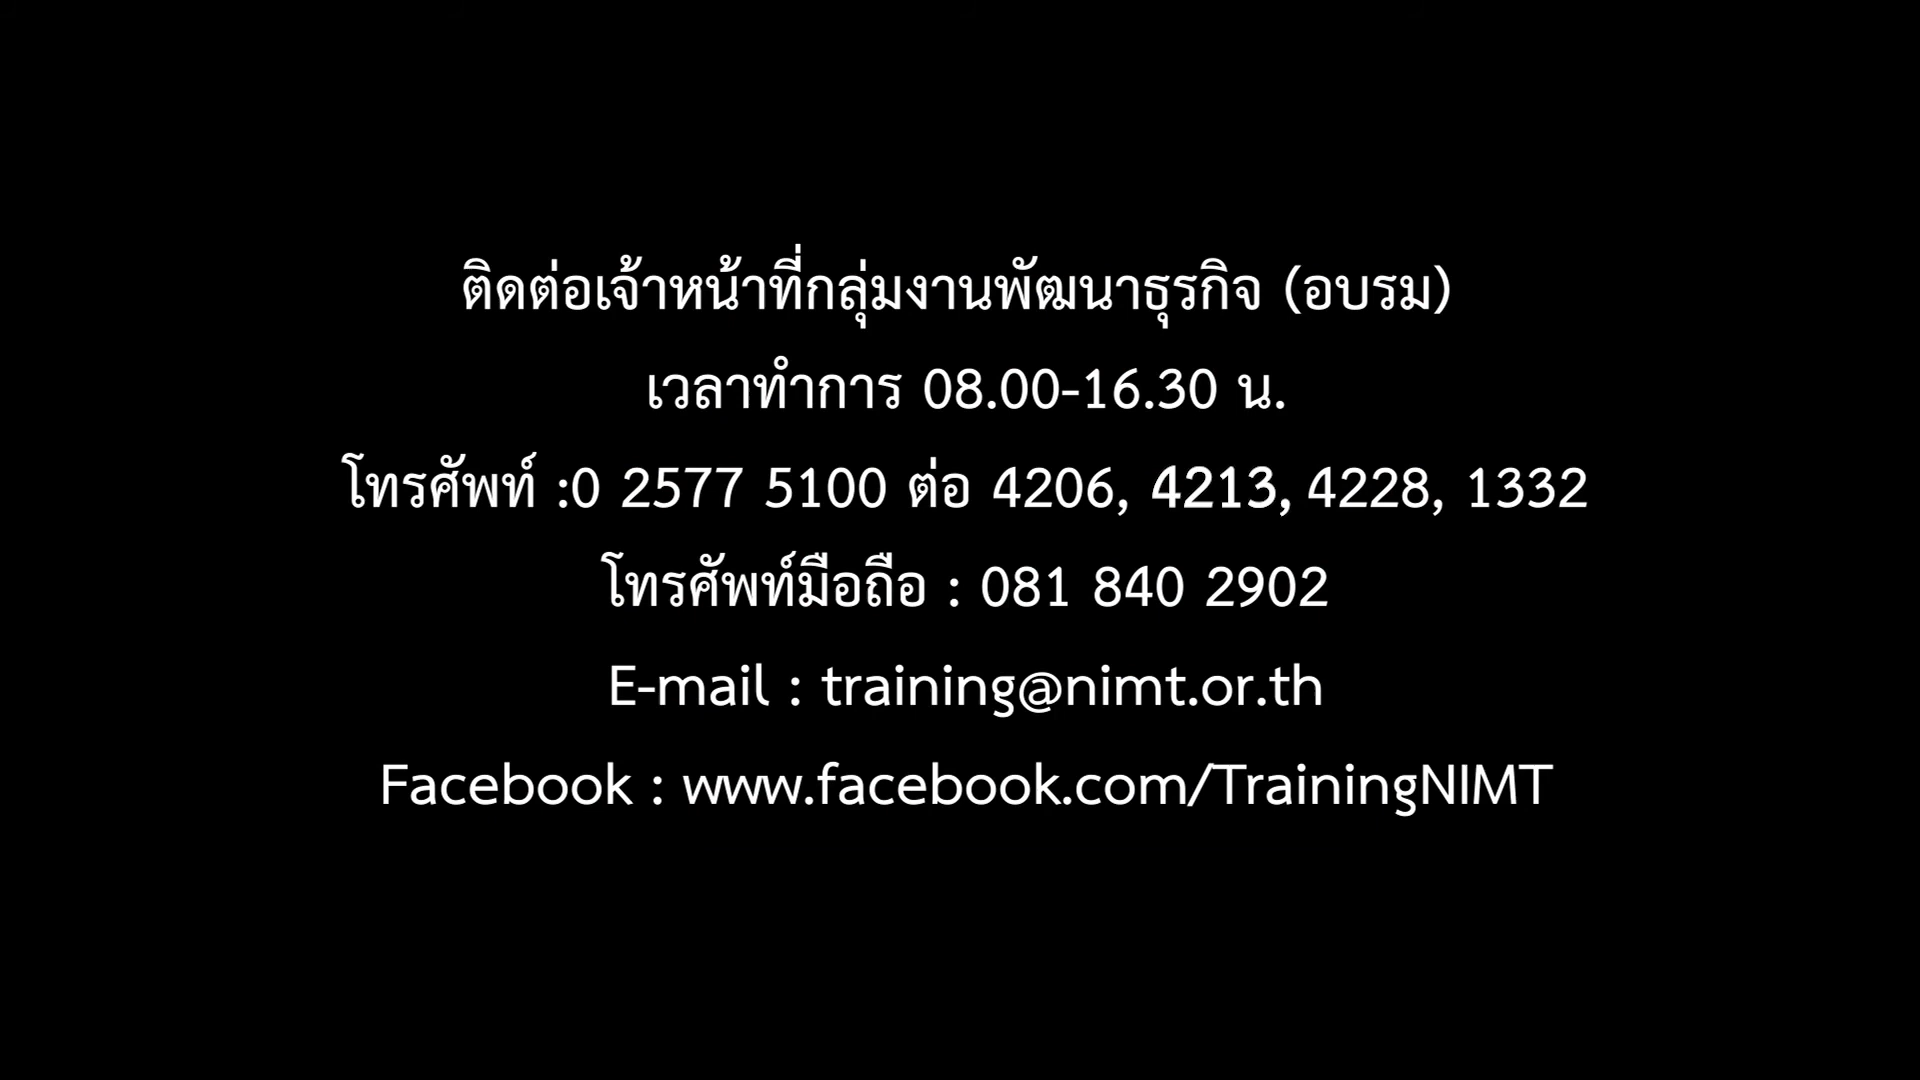 ติดต่อเจ้าหน้าที่กลุ่มงานพัฒนาธุรกิจ (อบรม)
เวลาทำการ 08.00-16.30 น.
โทรศัพท์ :0 2577 5100 ต่อ 4206, 4213, 4228, 1332
โทรศัพท์มือถือ : 081 840 2902
E-mail : training@nimt.or.th
Facebook : www.facebook.com/TrainingNIMT